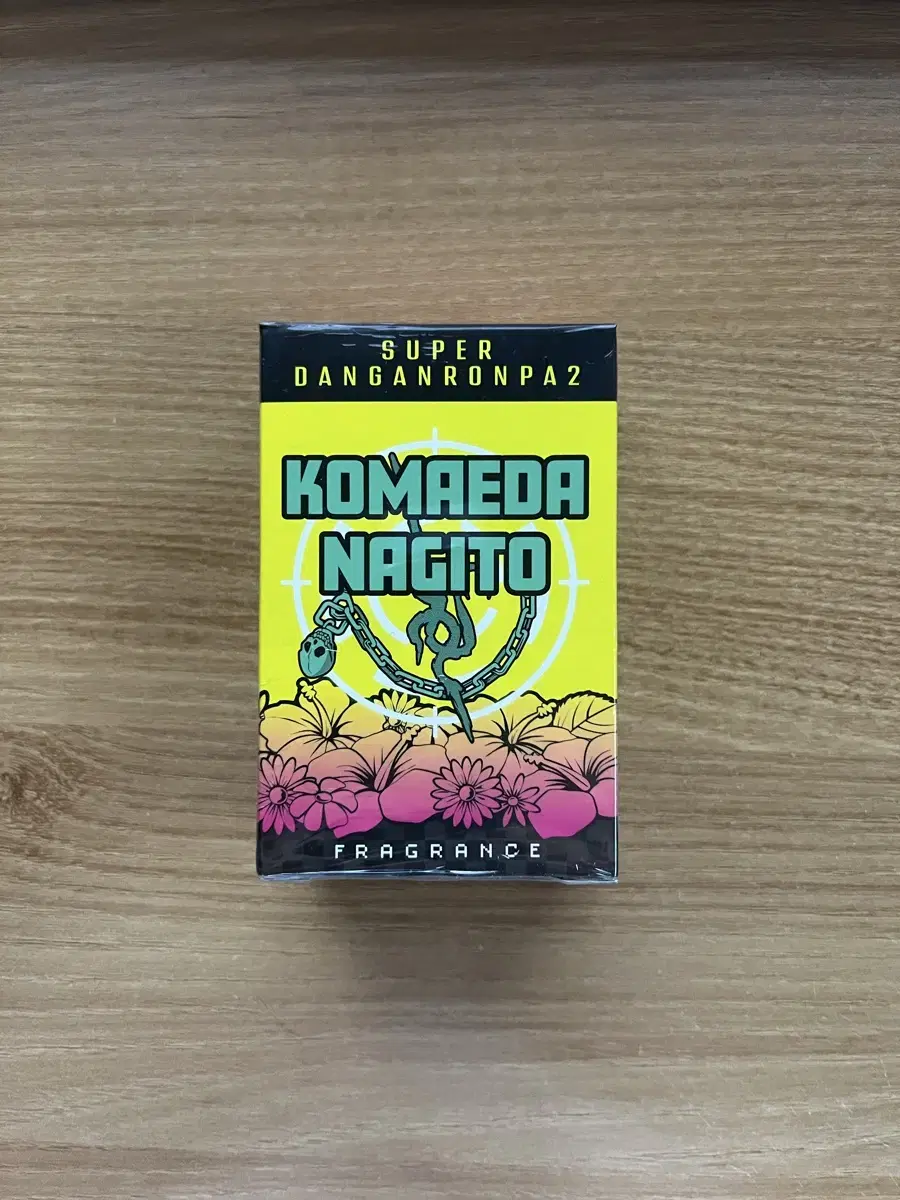 SUPER
DANGANRONPA2
KOMAEDA
NAGITO
FRAGRANCE